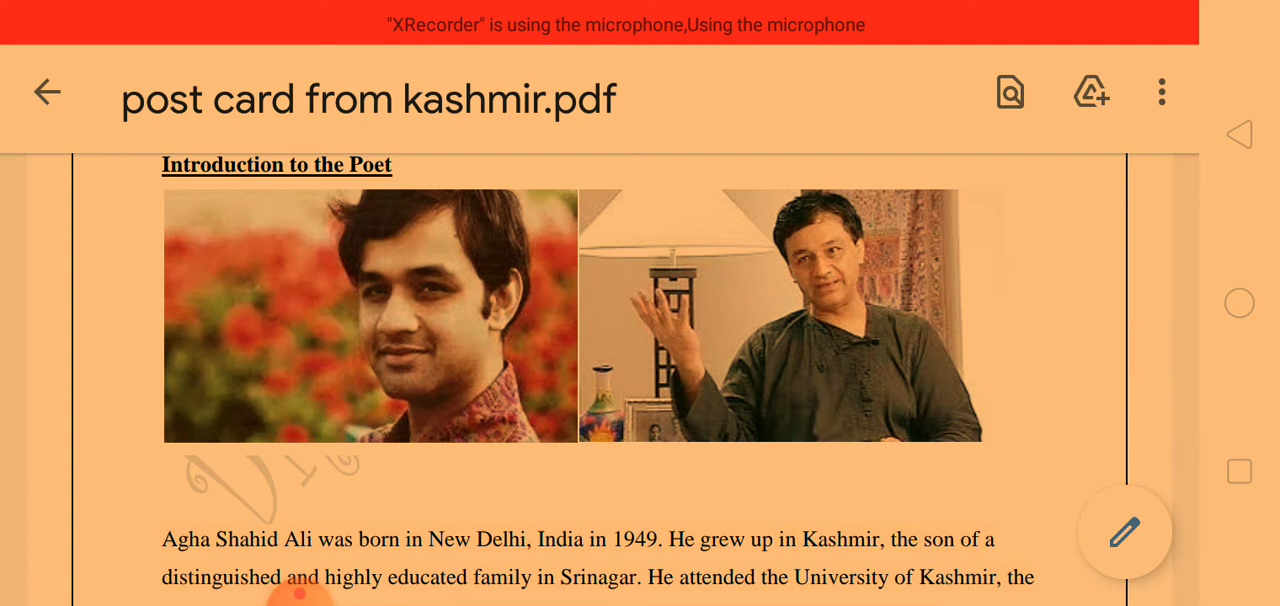 "XRecorder" is using the microphone,Using the microphone
post card from kashmir.pdf
Introduction to the Poet
Agha Shahid Ali was born in New Delhi, India in 1949. He grew up in Kashmir, the son of a
distinguished and highly educated family in Srinagar. He attended the University of Kashmir, the